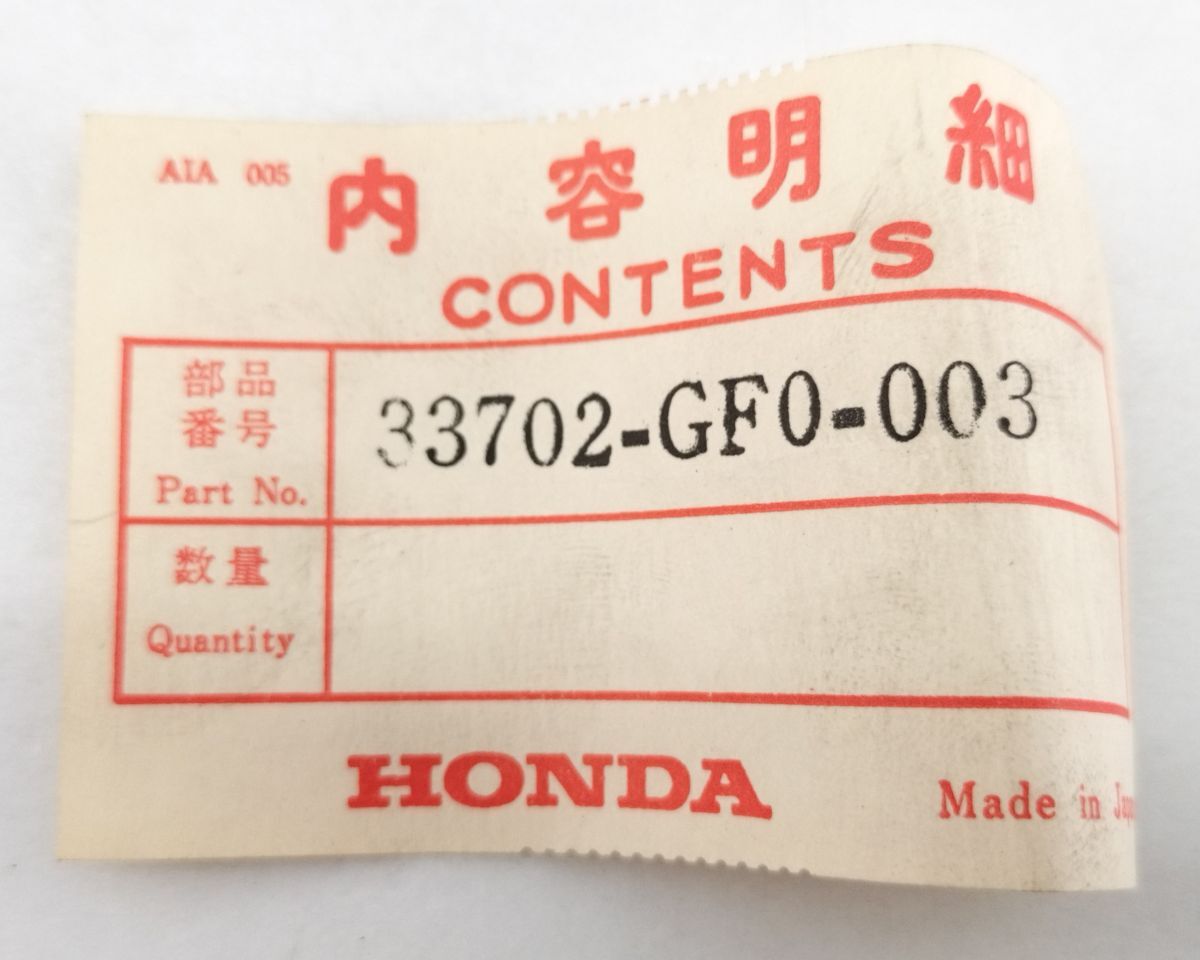 AIA 005
内容明細
CONTENTS
部品
番号
Part No.
33702-GF0-003
数量
Quantity
HONDA
Made in